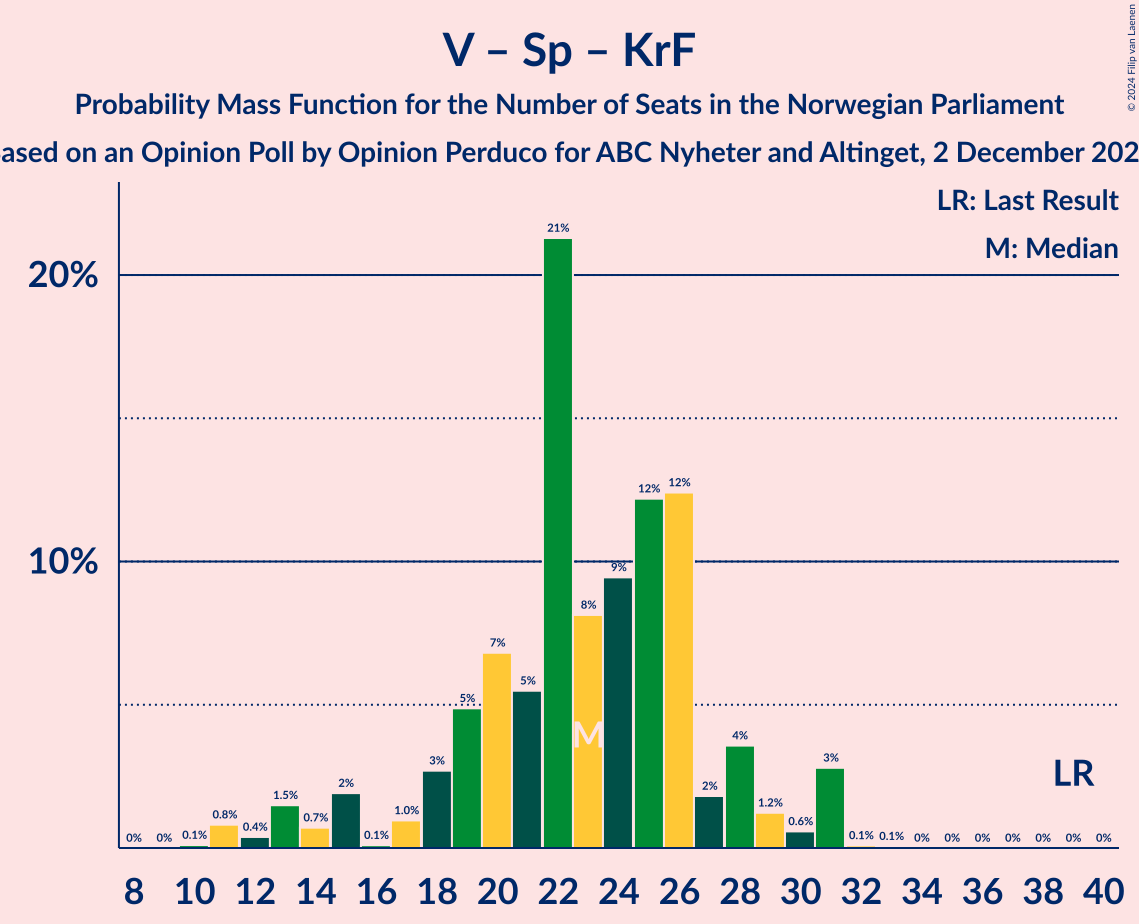 V – Sp – KrF
Probability Mass Function for the Number of Seats in the Norwegian Parliament
ased on an Opinion Poll by Opinion Perduco for ABC Nyheter and Altinget, 2 December 202
© 2024 Filip van Laenen
LR: Last Result
M: Median
20%
10%
0% 0% 0.1% 0.8% 0.4% 1.5% 0.7% 2% 0.1% 1.0% 3% 5% 7% 5% 21% 8% 9% 12% 12% 2% 4% 1.2% 0.6% 3% 0.1% 0.1% 0% 0% 0% 0% 0% 0% 0%
M
LR
8 10 12 14 16 18 20 22 24 26 28 30 32 34 36 38 40